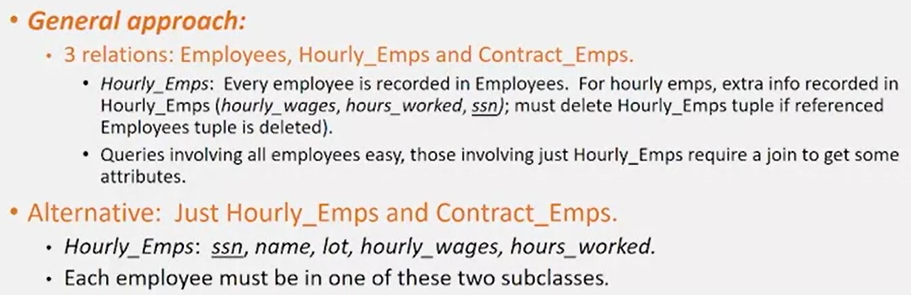 • General approach:
• 3 relations: Employees, Hourly_Emps and Contract_Emps.
• Hourly_Emps: Every employee is recorded in Employees. For hourly emps, extra info recorded in
Hourly_Emps (hourly_wages, hours_worked, ssn); must delete Hourly_Emps tuple if referenced
Employees tuple is deleted).
• Queries involving all employees easy, those involving just Hourly_Emps require a join to get some
attributes.
• Alternative: Just Hourly_Emps and Contract_Emps.
• Hourly_Emps: ssn, name, lot, hourly_wages, hours_worked.
• Each employee must be in one of these two subclasses.